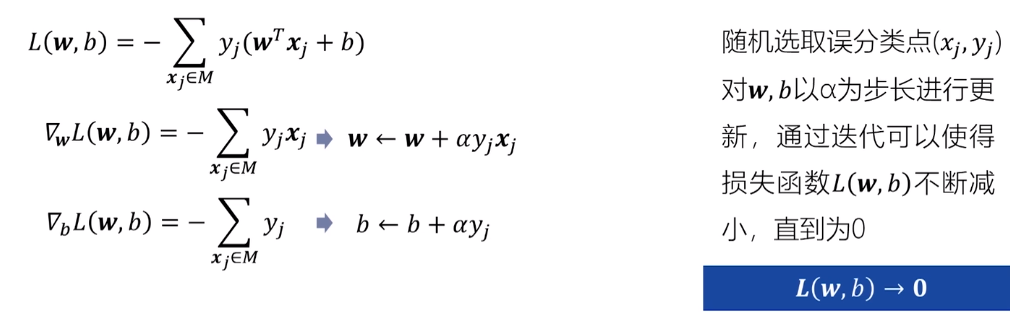 L(w, b) = − ∑_{x_j∈M} y_j(w^T x_j + b)
∇_w L(w, b) = − ∑_{x_j∈M} y_j x_j ➡ w ← w + αy_j x_j
∇_b L(w, b) = − ∑_{x_j∈M} y_j ➡ b ← b + αy_j
随机选取误分类点(x_j, y_j)
对w, b以α为步长进行更
新，通过迭代可以使得
损失函数L(w, b)不断减
小，直到为0
L(w, b) → 0